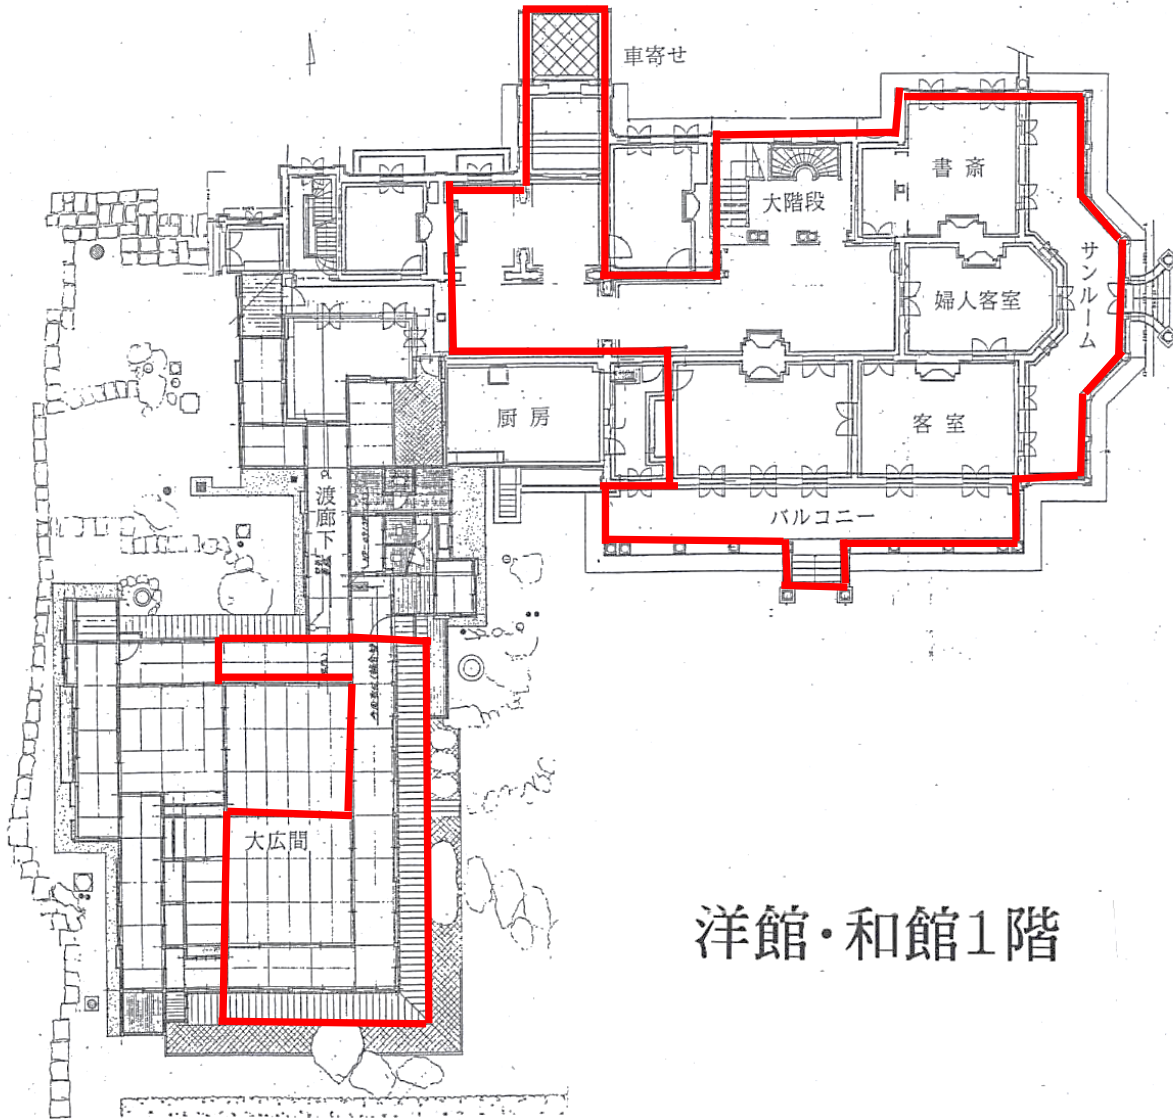 車寄せ
書斎
大階段
サンルーム
婦人客室
厨房
客室
渡廊下
バルコニー
大広間
洋館・和館1階